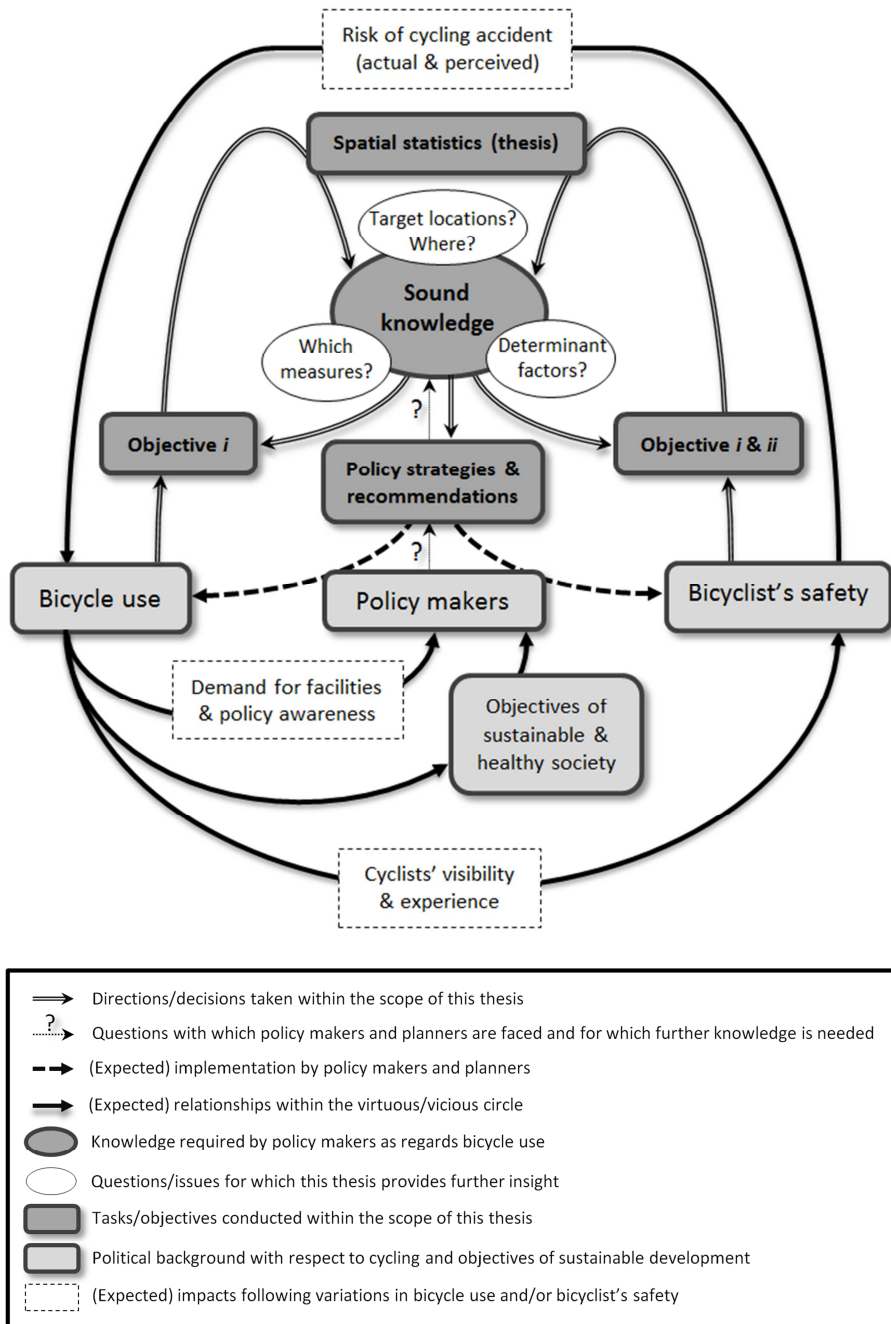 Risk of cycling accident
(actual & perceived)
Spatial statistics (thesis)
Target locations?
Where?
Sound
knowledge
Which
measures?
Determinant
factors?
?
Objective i
Objective i & ii
Policy strategies &
recommendations
?
Bicycle use
Policy makers
Bicyclist's safety
Demand for facilities
& policy awareness
Objectives of
sustainable &
healthy society
Cyclists' visibility
& experience
Directions/decisions taken within the scope of this thesis
?
Questions with which policy makers and planners are faced and for which further knowledge is needed
(Expected) implementation by policy makers and planners
(Expected) relationships within the virtuous/vicious circle
Knowledge required by policy makers as regards bicycle use
Questions/issues for which this thesis provides further insight
Tasks/objectives conducted within the scope of this thesis
Political background with respect to cycling and objectives of sustainable development
(Expected) impacts following variations in bicycle use and/or bicyclist's safety